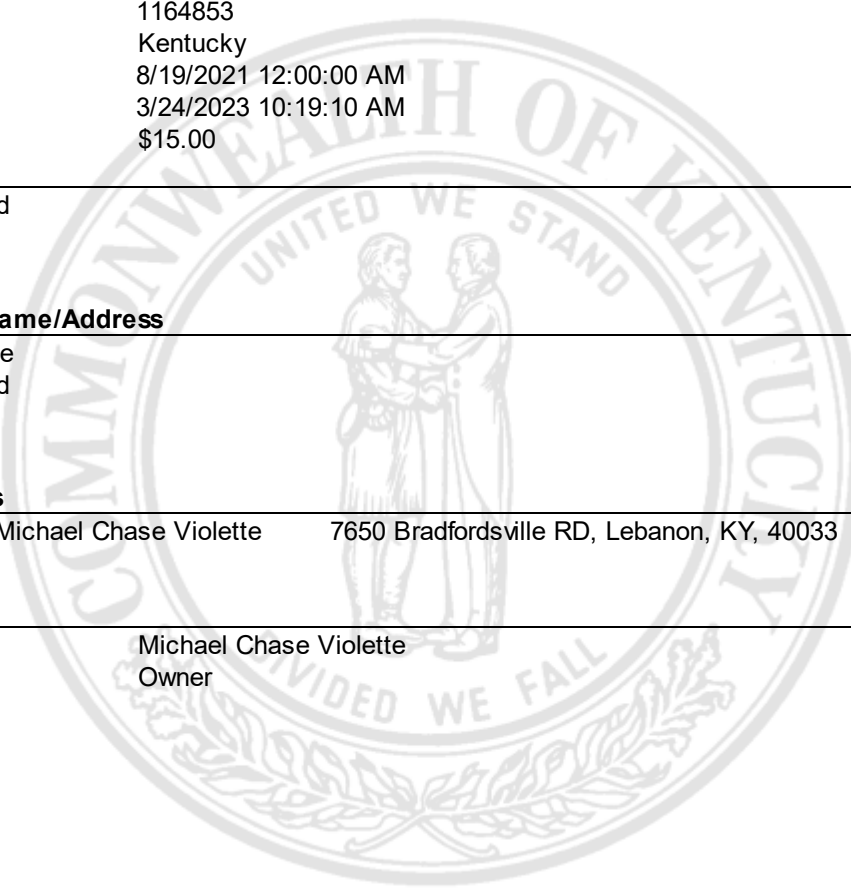 1164853
Kentucky
8/19/2021 12:00:00 AM
3/24/2023 10:19:10 AM
$15.00
d
ame/Address
e
d
s
Michael Chase Violette 7650 Bradfordsville RD, Lebanon, KY, 40033
Michael Chase Violette
Owner
COMMONWEALTH OF KENTUCKY
UNITED WE STAND
DIVIDED WE FALL